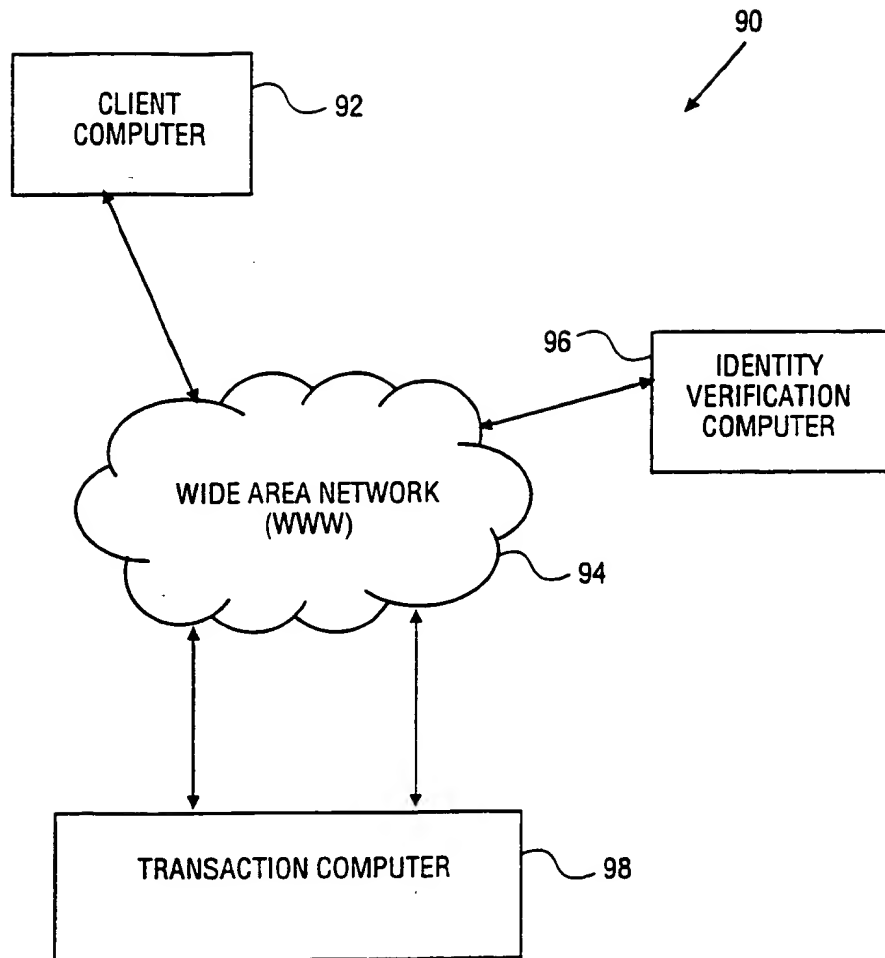 90
CLIENT
COMPUTER
92
96
IDENTITY
VERIFICATION
COMPUTER
WIDE AREA NETWORK
(WWW)
94
TRANSACTION COMPUTER
98